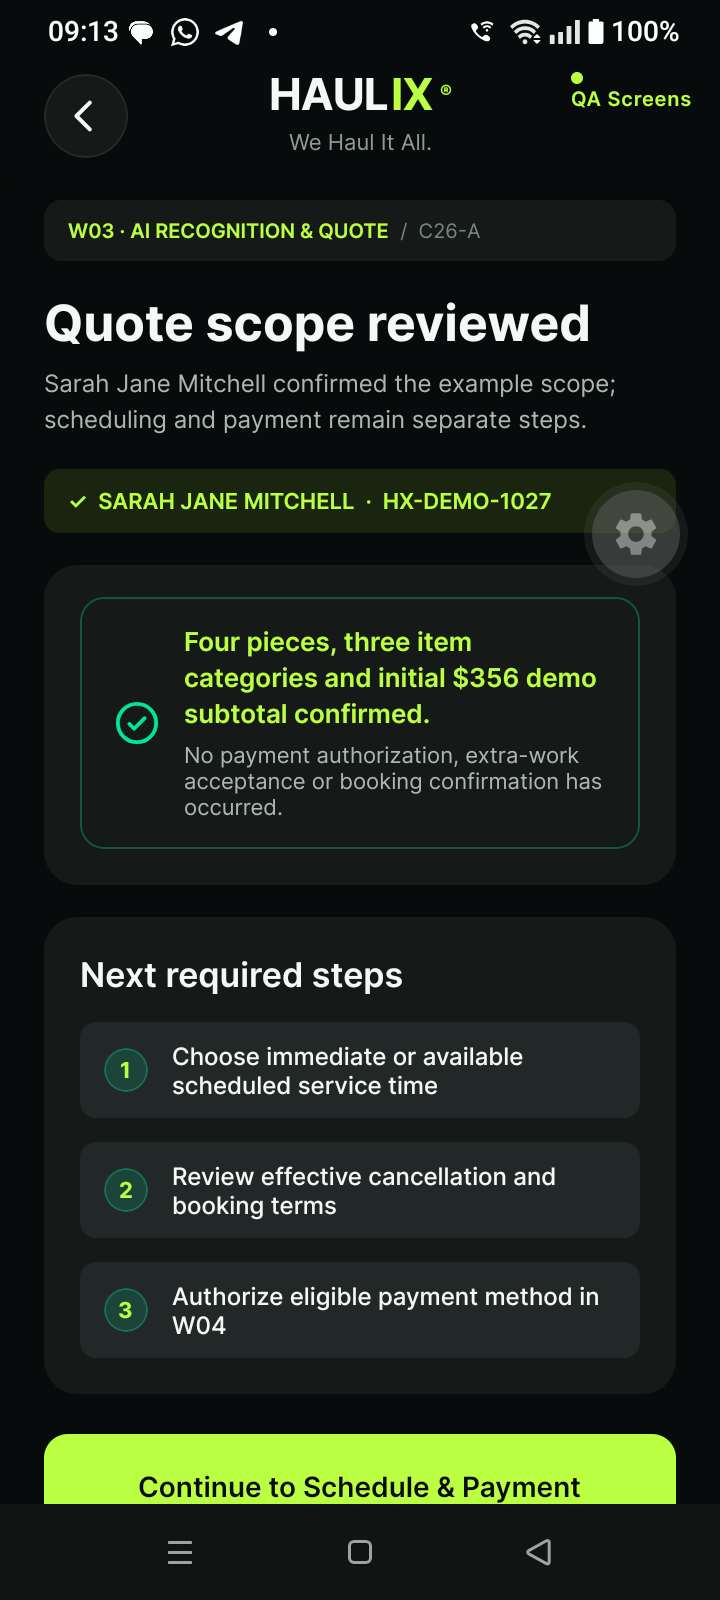 09:13
100%
HAULIX ®
QA Screens
We Haul It All.
W03 · AI RECOGNITION & QUOTE / C26-A
Quote scope reviewed
Sarah Jane Mitchell confirmed the example scope;
scheduling and payment remain separate steps.
✓ SARAH JANE MITCHELL · HX-DEMO-1027
Four pieces, three item
categories and initial $356 demo
subtotal confirmed.
No payment authorization, extra-work
acceptance or booking confirmation has
occurred.
Next required steps
1 Choose immediate or available
scheduled service time
2 Review effective cancellation and
booking terms
3 Authorize eligible payment method in
W04
Continue to Schedule & Payment